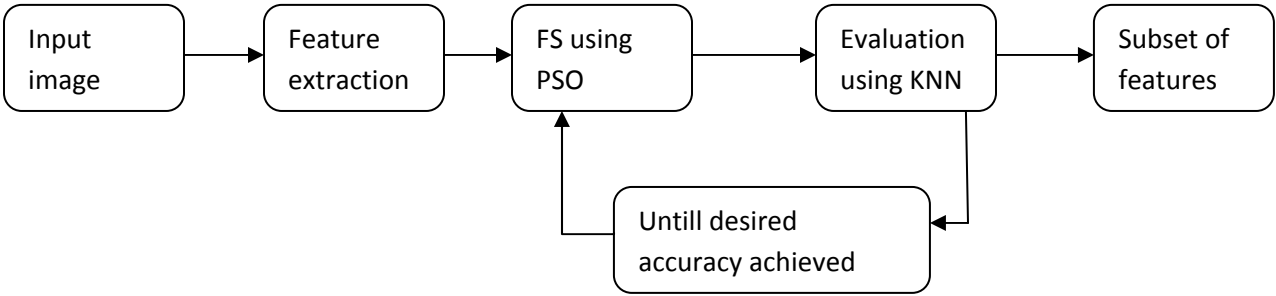 Input
image
Feature
extraction
FS using
PSO
Evaluation
using KNN
Subset of
features
Untill desired
accuracy achieved